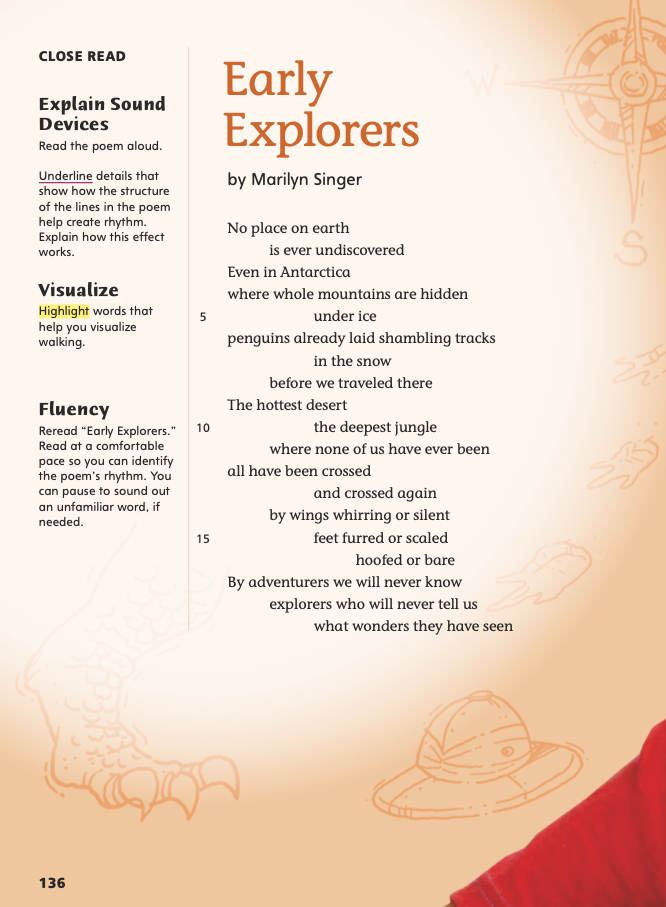 CLOSE READ
Explain Sound
Devices
Read the poem aloud.
Underline details that
show how the structure
of the lines in the poem
help create rhythm.
Explain how this effect
works.
Visualize
Highlight words that
help you visualize
walking.
Fluency
Reread “Early Explorers.”
Read at a comfortable
pace so you can identify
the poem’s rhythm. You
can pause to sound out
an unfamiliar word, if
needed.
Early
Explorers
by Marilyn Singer
No place on earth
is ever undiscovered
Even in Antarctica
where whole mountains are hidden
5 under ice
penguins already laid shambling tracks
in the snow
before we traveled there
The hottest desert
10 the deepest jungle
where none of us have ever been
all have been crossed
and crossed again
by wings whirring or silent
15 feet furred or scaled
hoofed or bare
By adventurers we will never know
explorers who will never tell us
what wonders they have seen
W
S
136